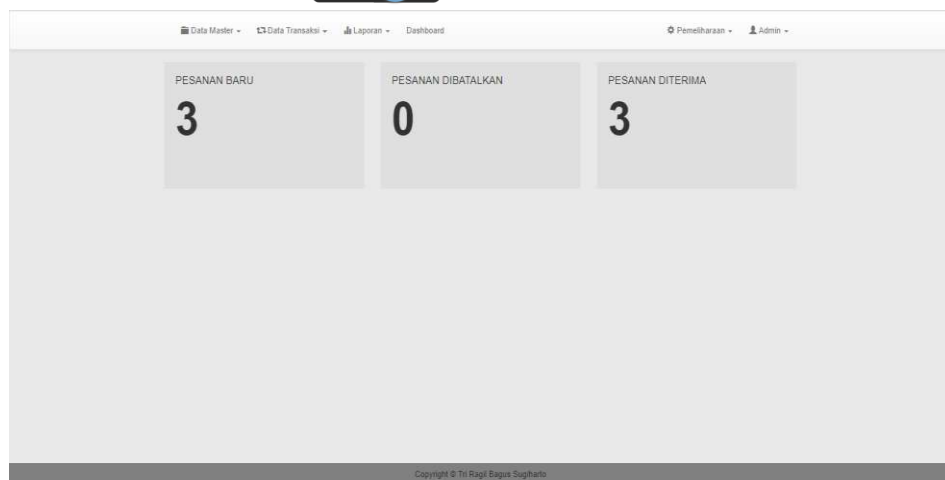 Data Master Data Transaksi Laporan Dashboard Pemeliharaan Admin
PESANAN BARU PESANAN DIBATALKAN PESANAN DITERIMA
3 0 3
Copyright © Tri Ragil Bagus Sugiharto